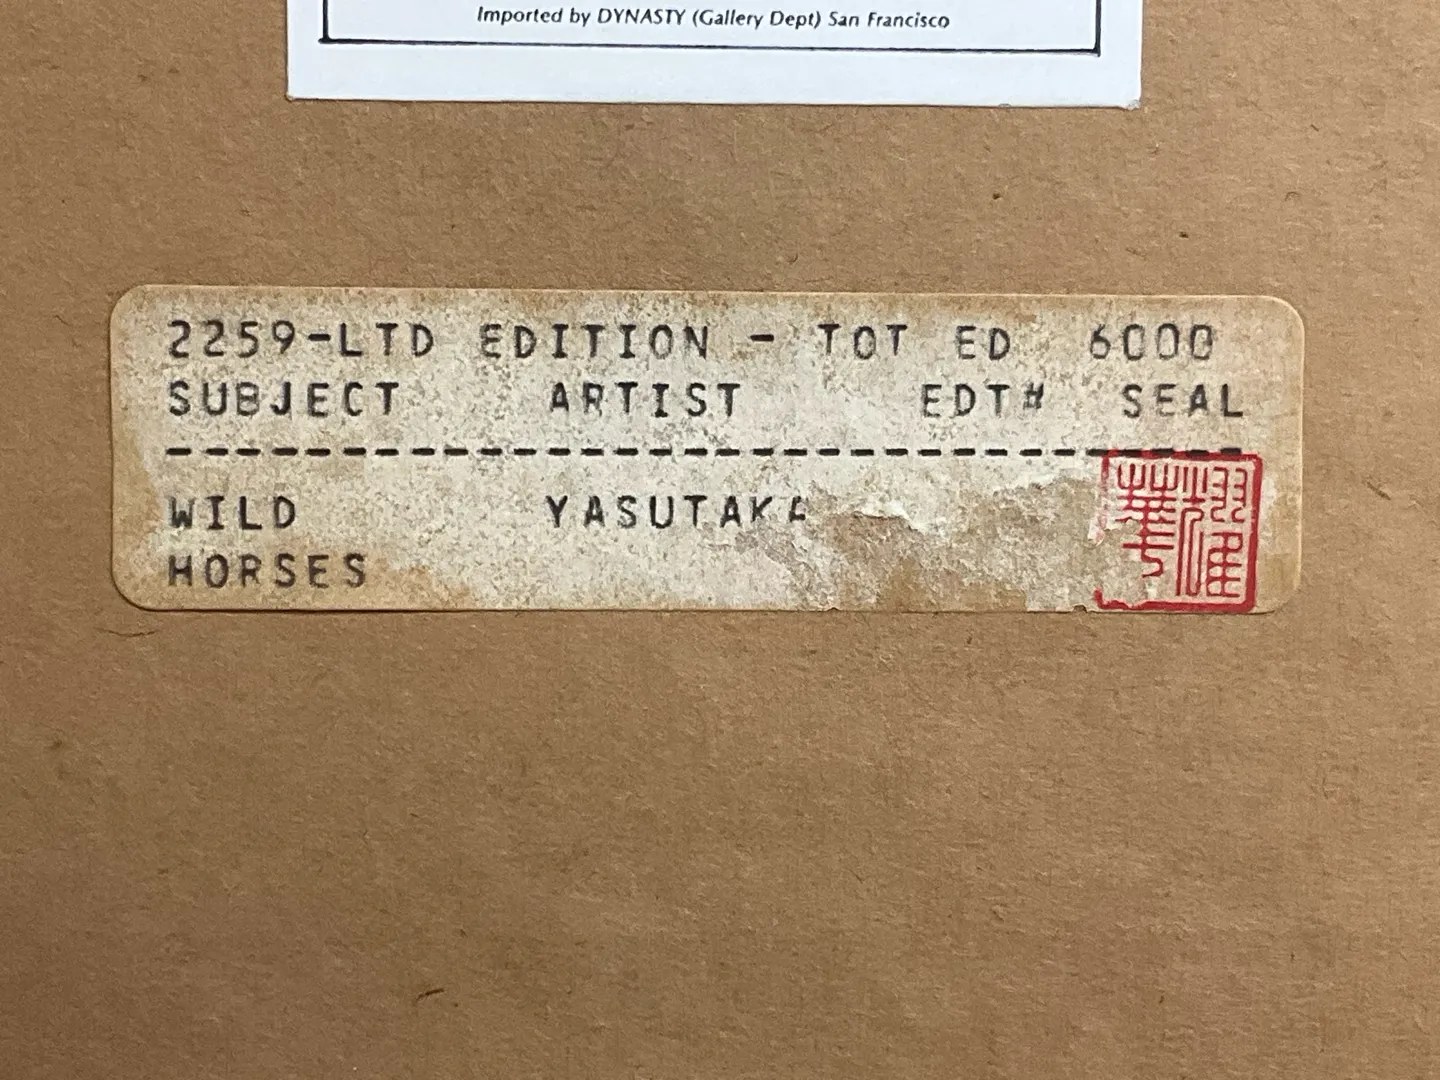 Imported by DYNASTY (Gallery Dept) San Francisco
2259-LTD EDITION - TOT ED 6000
SUBJECT ARTIST EDT# SEAL
--------------------------------------
WILD YASUTAKA
HORSES